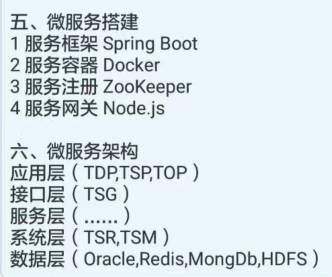 五、微服务搭建
1 服务框架 Spring Boot
2 服务容器 Docker
3 服务注册 ZooKeeper
4 服务网关 Node.js
六、微服务架构
应用层（TDP,TSP,TOP）
接口层（TSG）
服务层（......）
系统层（TSR,TSM）
数据层（Oracle,Redis,MongDb,HDFS）